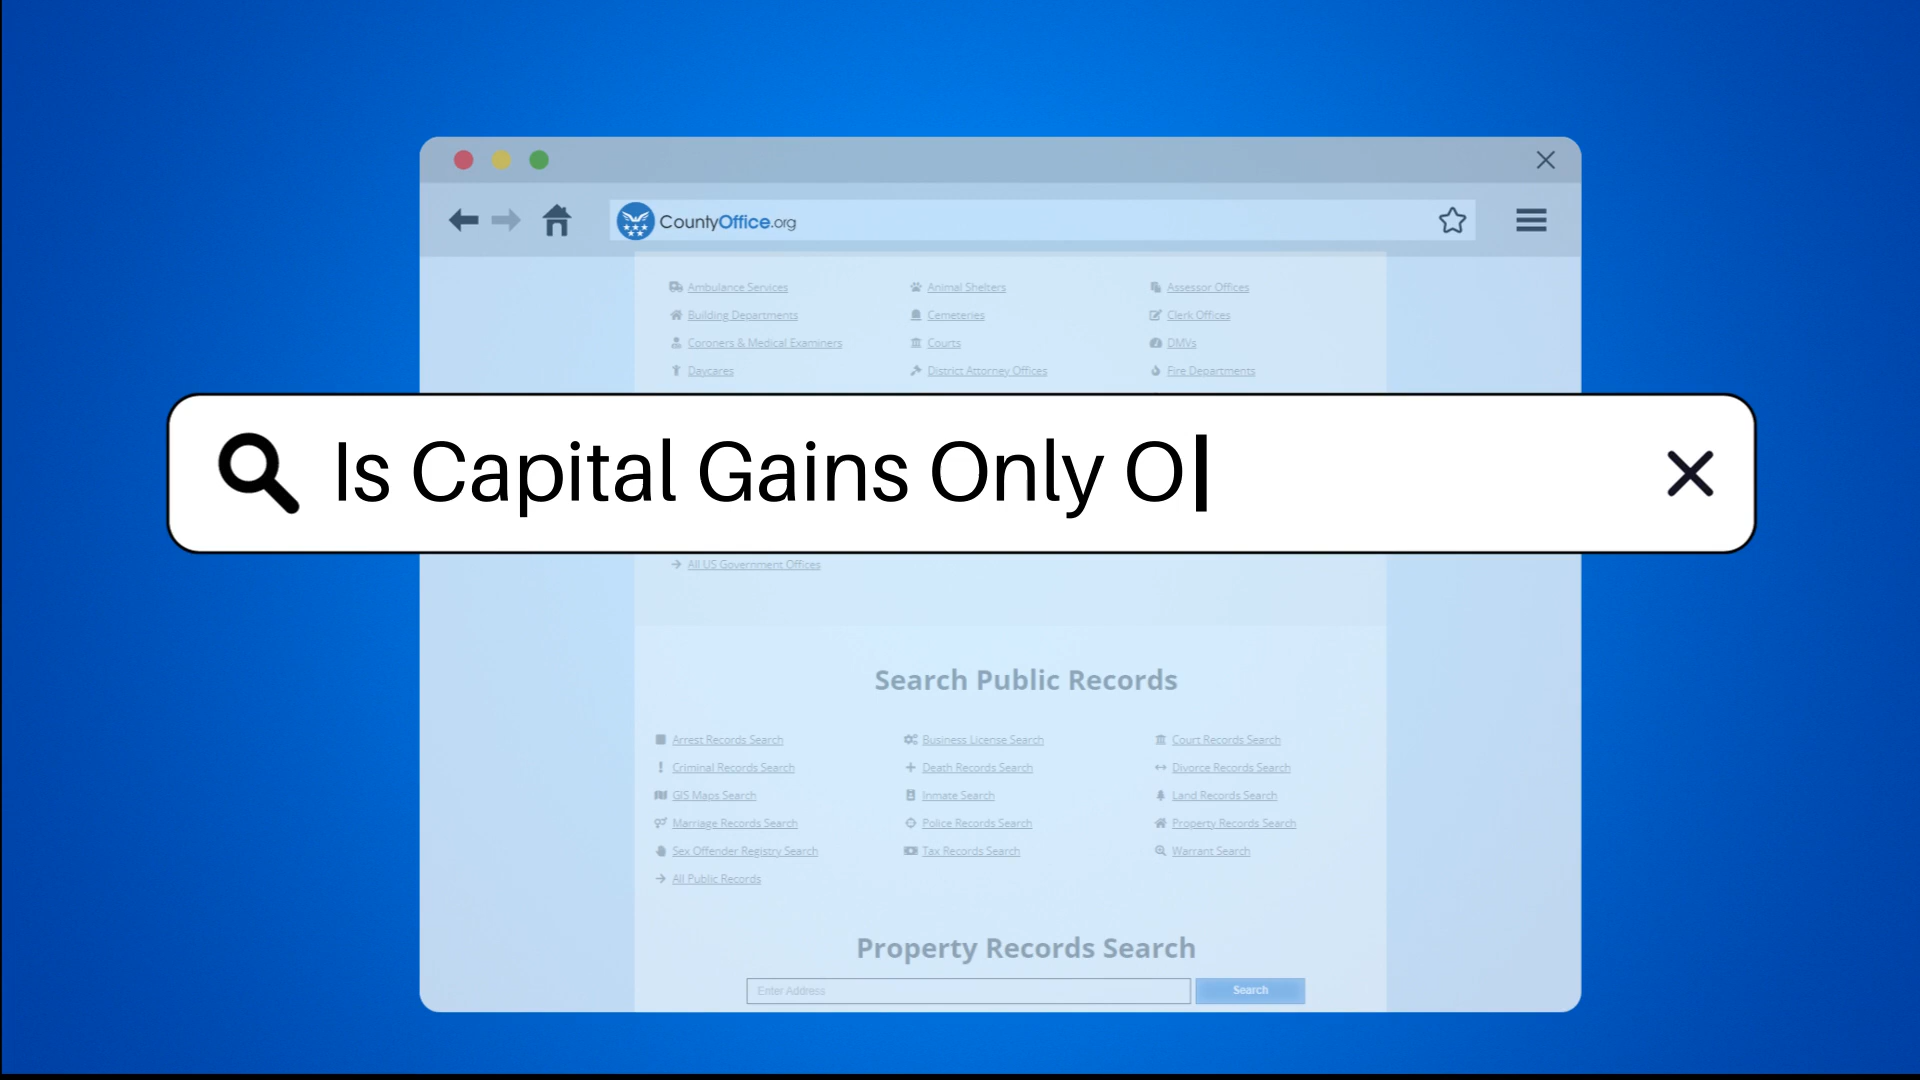 CountyOffice.org
Ambulance Services Animal Shelters Assessor Offices
Building Departments Cemeteries Clerk Offices
Coroners & Medical Examiners Courts DMVs
Daycares District Attorney Offices Fire Departments
Is Capital Gains Only O
All US Government Offices
Search Public Records
Arrest Records Search Business License Search Court Records Search
Criminal Records Search Death Records Search Divorce Records Search
GIS Maps Search Inmate Search Land Records Search
Marriage Records Search Police Records Search Property Records Search
Sex Offender Registry Search Tax Records Search Warrant Search
All Public Records
Property Records Search
Enter Address Search